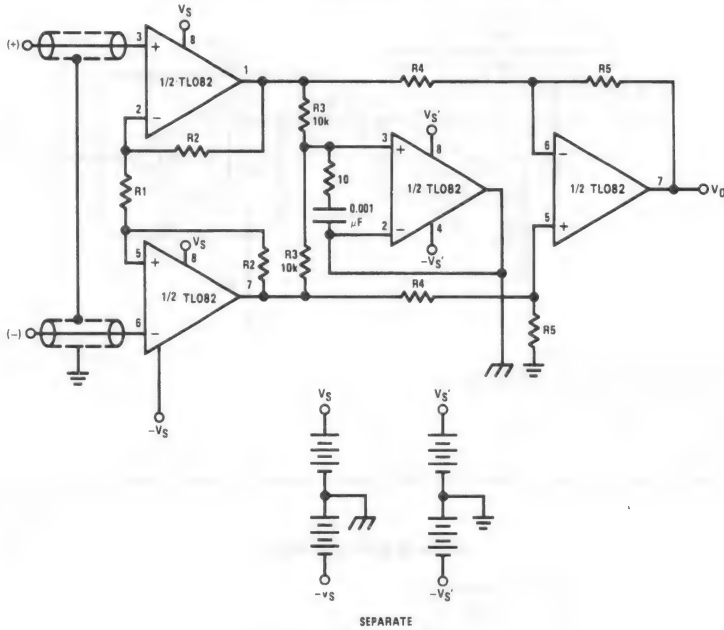 VS
(+)
3
+
8
1/2 TL082
1
2
−
R2
R1
R3
10k
10
0.001
μF
R3
10k
R4
R5
VS'
3
+
8
1/2 TL082
2
−
4
−VS'
6
−
1/2 TL082
7
VO
5
+
R5
VS
5
+
8
R2
1/2 TL082
7
R4
(−)
6
−
−VS
VS
VS'
−VS
−VS'
SEPARATE